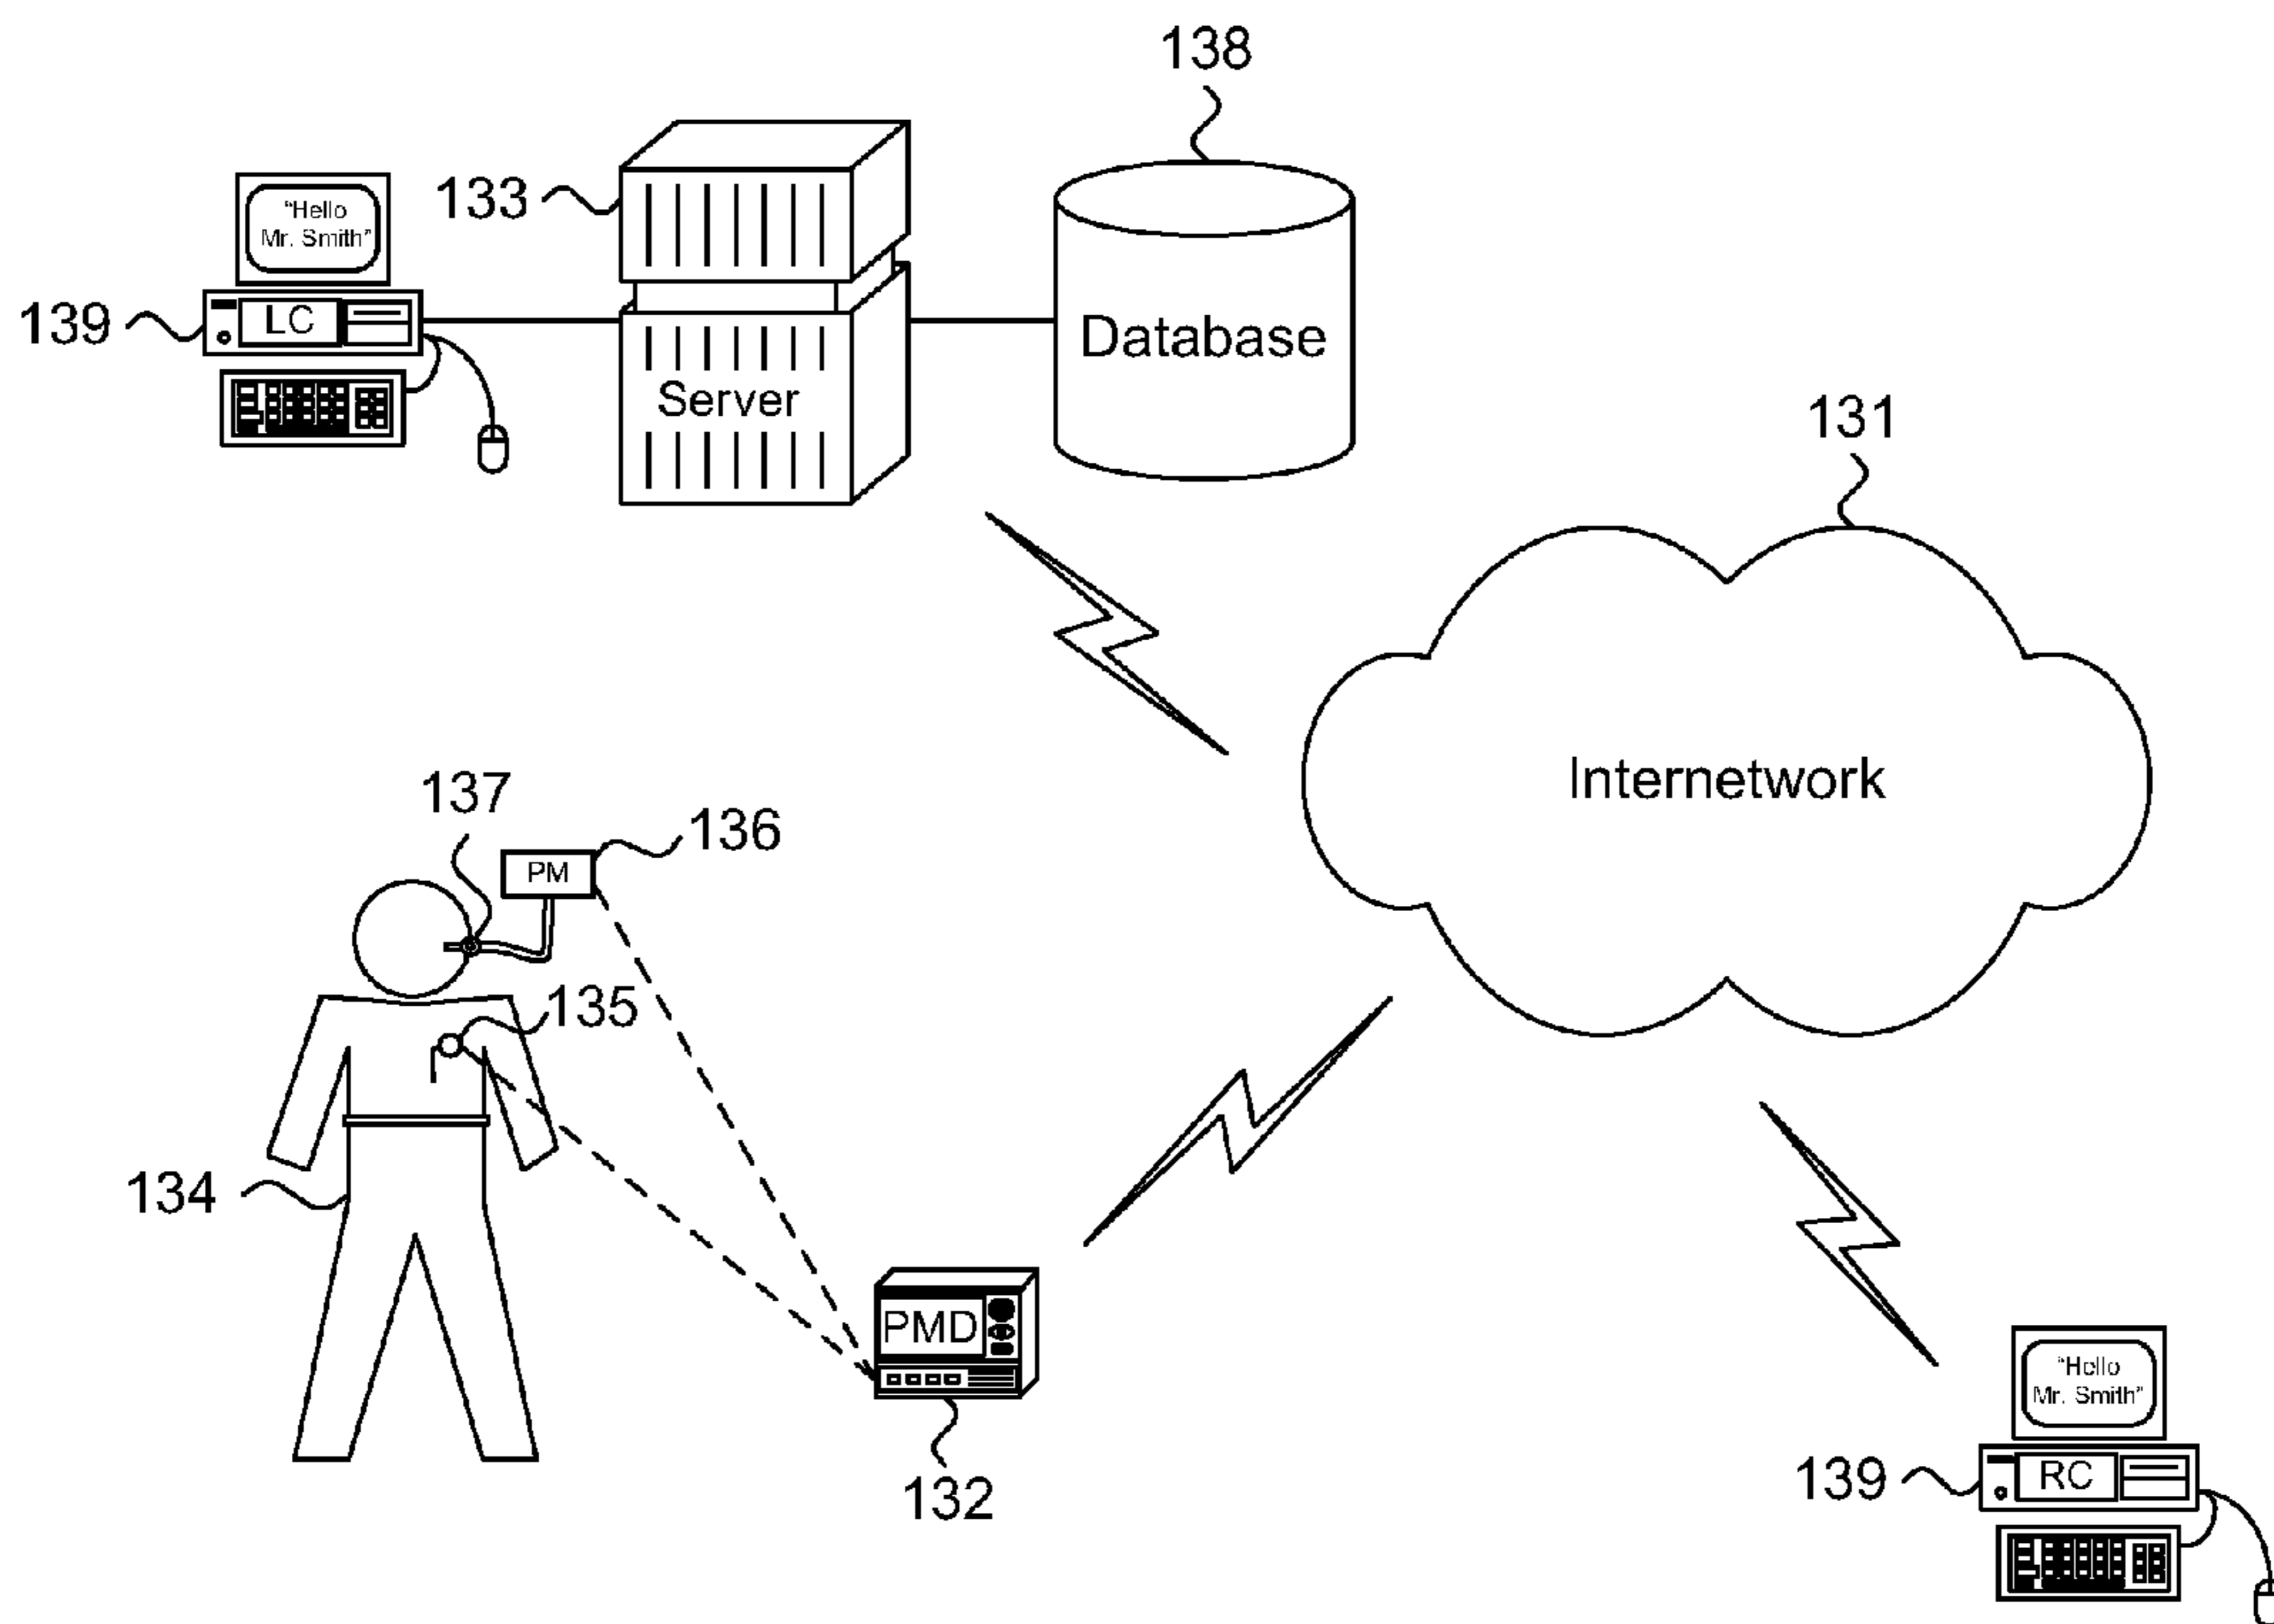 138
133
"Hello
Mr. Smith"
139
LC
Server
Database
131
Internetwork
137
136
PM
135
134
PMD
132
"Hello
Mr. Smith"
139
RC